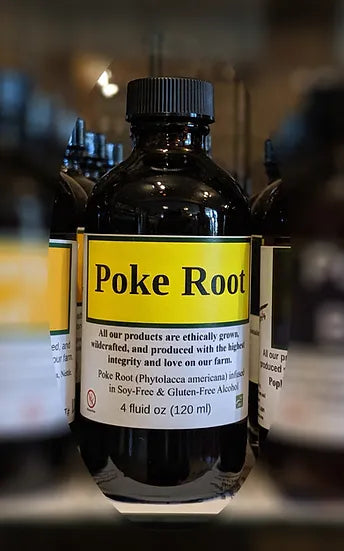 Poke Root
All our products are ethically grown,
wildcrafted, and produced with the highest
integrity and love on our farm.
Poke Root (Phytolacca americana) infused
in Soy-Free & Gluten-Free Alcohol
4 fluid oz (120 ml)